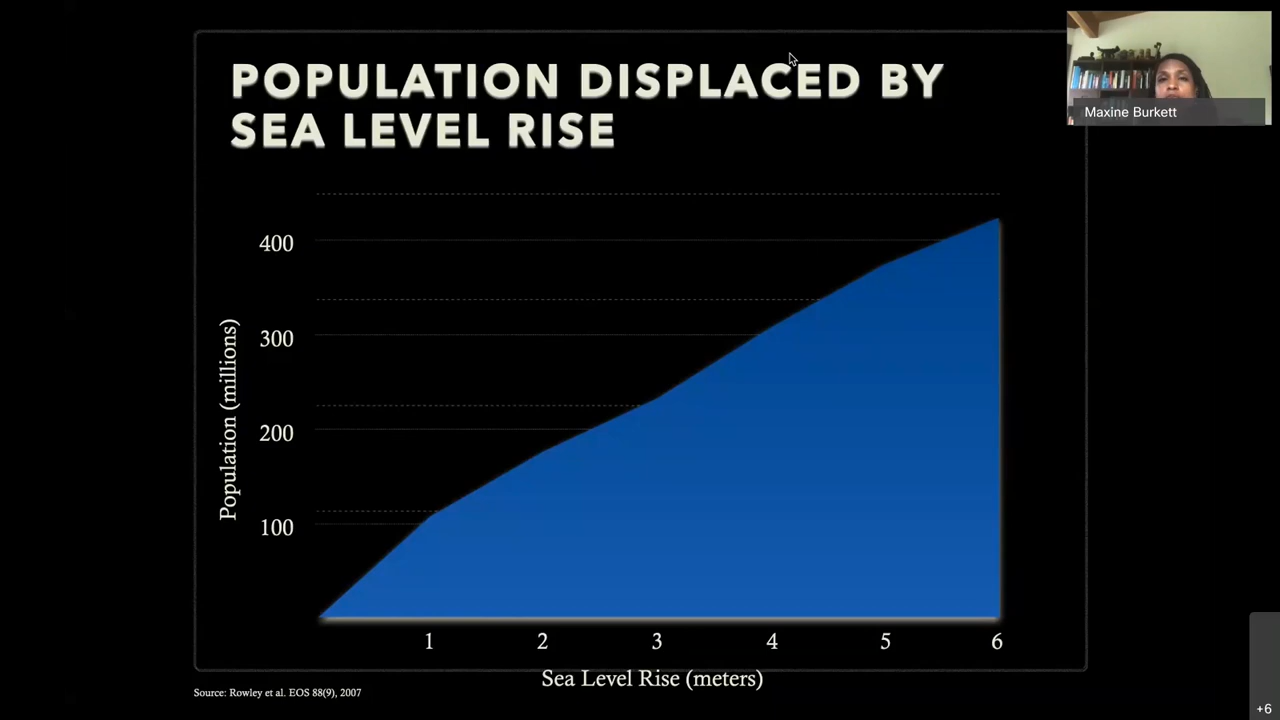 POPULATION DISPLACED BY
SEA LEVEL RISE
Maxine Burkett
400
300
200
100
Population (millions)
1 2 3 4 5 6
Sea Level Rise (meters)
Source: Rowley et al. EOS 88(9), 2007
+6